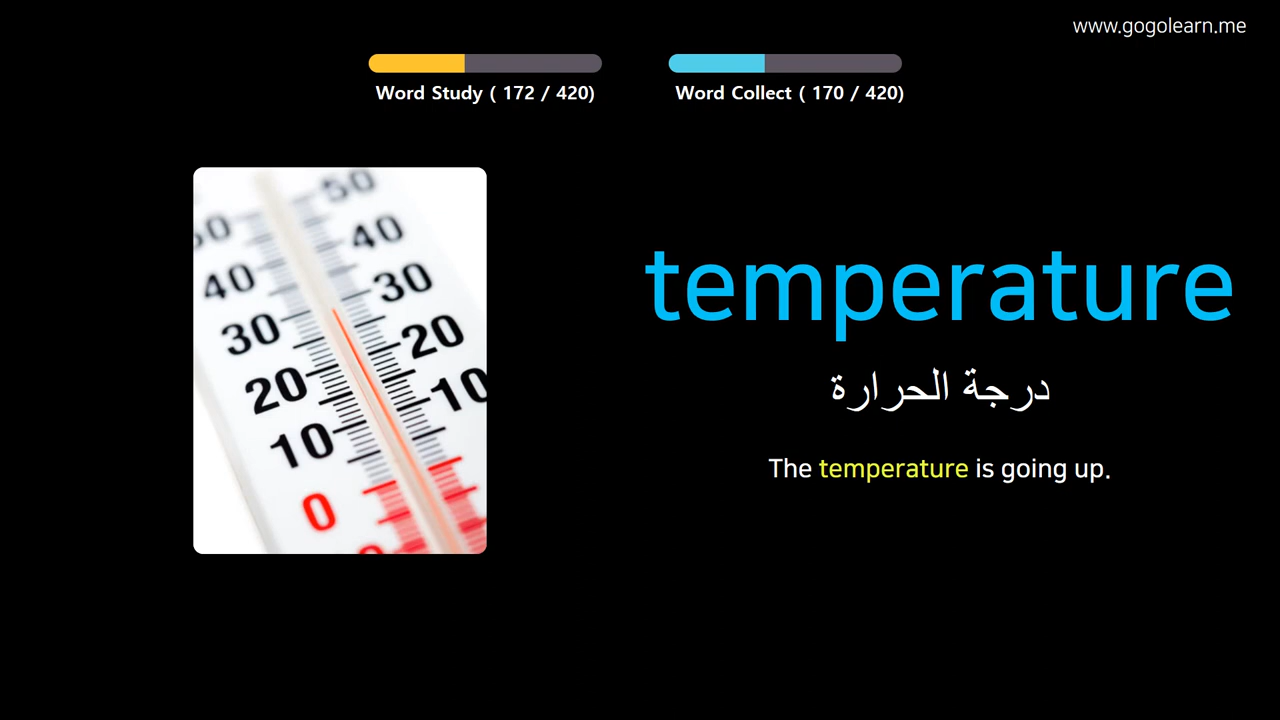 www.gogolearn.me
Word Study ( 172 / 420)
Word Collect ( 170 / 420)
50
50
40
40
30
30
20
20
10
10
0
temperature
درجة الحرارة
The temperature is going up.